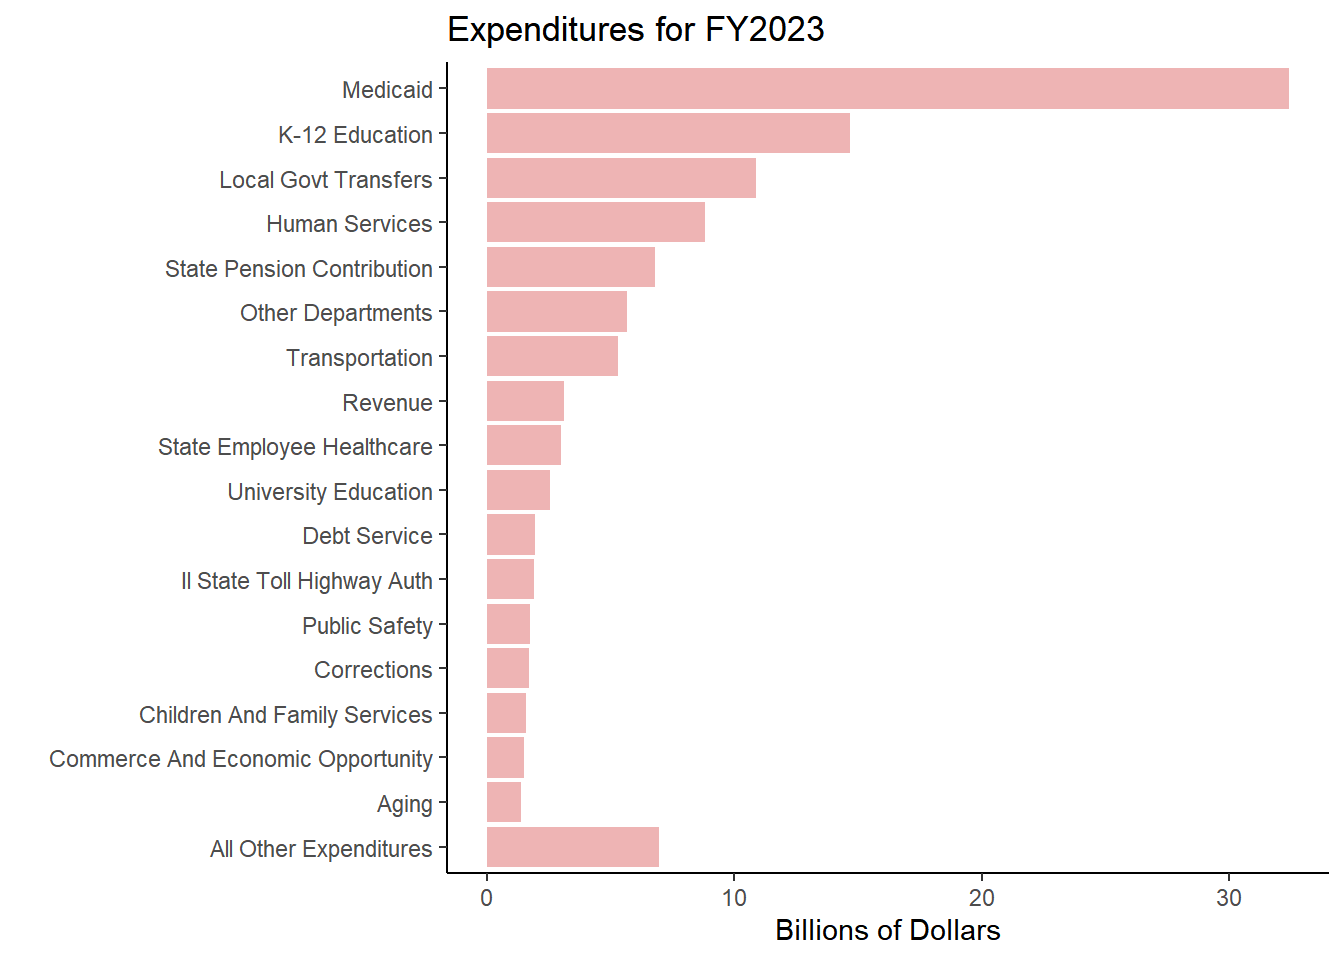 Expenditures for FY2023
Medicaid
K-12 Education
Local Govt Transfers
Human Services
State Pension Contribution
Other Departments
Transportation
Revenue
State Employee Healthcare
University Education
Debt Service
Il State Toll Highway Auth
Public Safety
Corrections
Children And Family Services
Commerce And Economic Opportunity
Aging
All Other Expenditures
0 10 20 30
Billions of Dollars